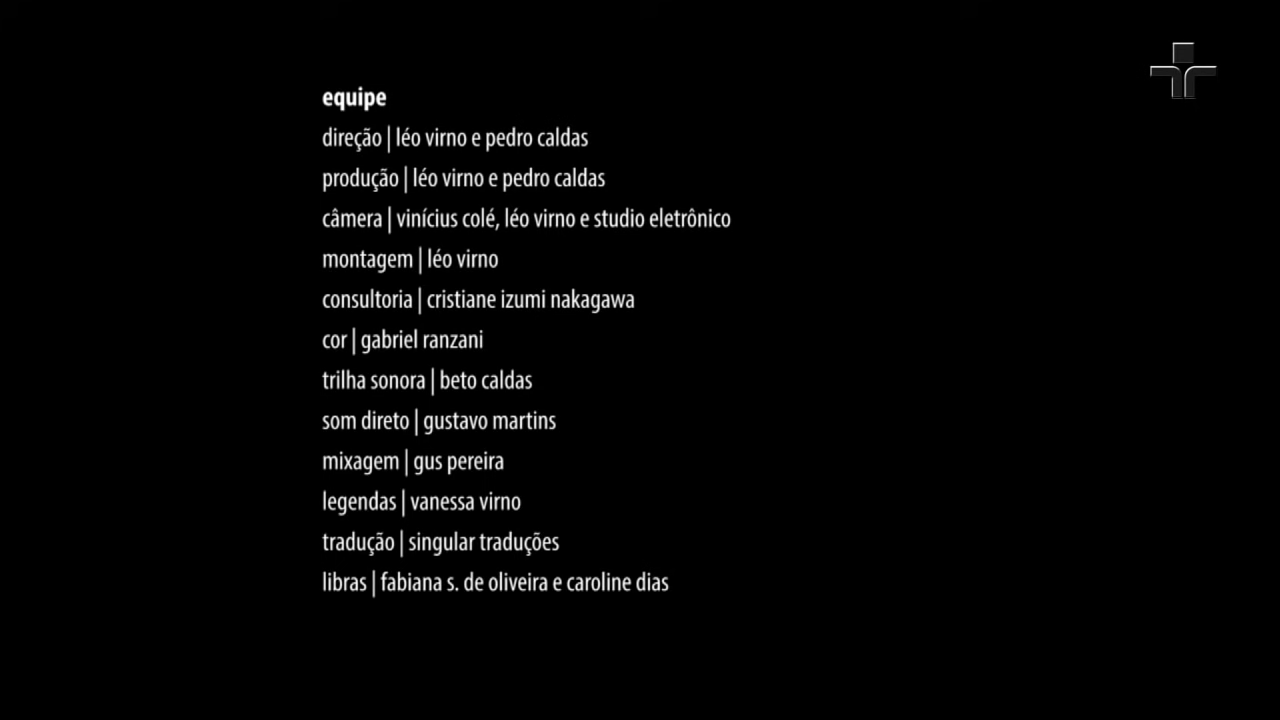 equipe
direção | léo virno e pedro caldas
produção | léo virno e pedro caldas
câmera | vinícius colé, léo virno e studio eletrônico
montagem | léo virno
consultoria | cristiane izumi nakagawa
cor | gabriel ranzani
trilha sonora | beto caldas
som direto | gustavo martins
mixagem | gus pereira
legendas | vanessa virno
tradução | singular traduções
libras | fabiana s. de oliveira e caroline dias